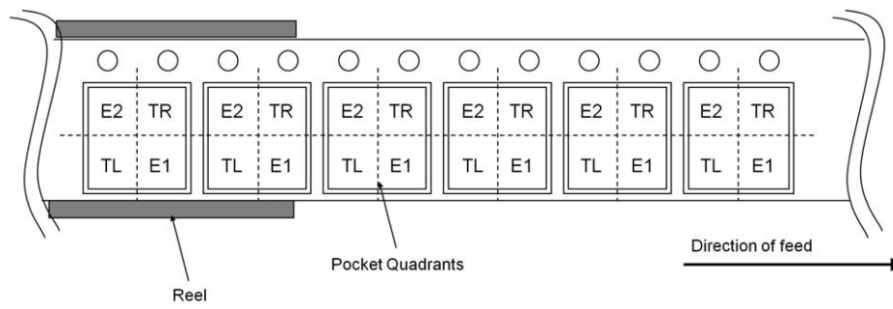 E2 TR E2 TR E2 TR E2 TR E2 TR E2 TR
TL E1 TL E1 TL E1 TL E1 TL E1 TL E1
Direction of feed
Pocket Quadrants
Reel